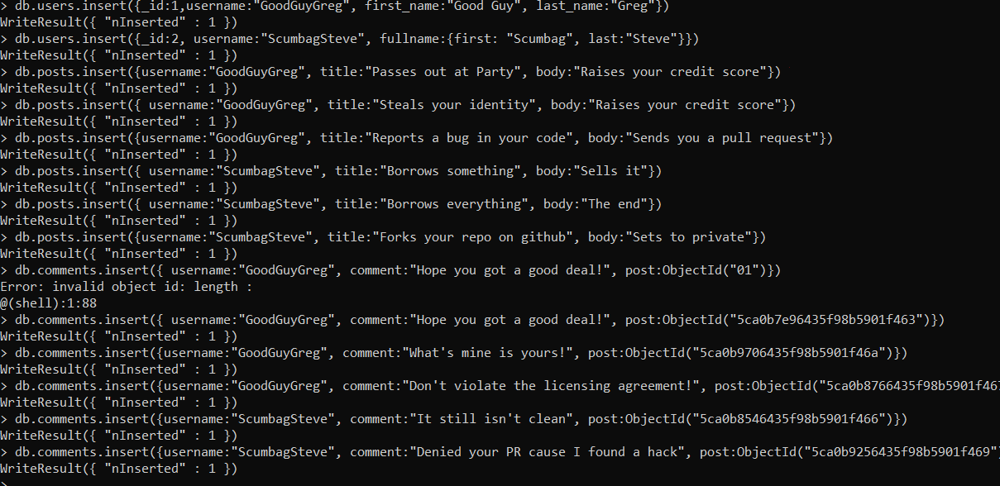 > db.users.insert({_id:1,username:"GoodGuyGreg", first_name:"Good Guy", last_name:"Greg"})
WriteResult({ "nInserted" : 1 })
> db.users.insert({_id:2, username:"ScumbagSteve", fullname:{first: "Scumbag", last:"Steve"}})
WriteResult({ "nInserted" : 1 })
> db.posts.insert({username:"GoodGuyGreg", title:"Passes out at Party", body:"Raises your credit score"})
WriteResult({ "nInserted" : 1 })
> db.posts.insert({ username:"GoodGuyGreg", title:"Steals your identity", body:"Raises your credit score"})
WriteResult({ "nInserted" : 1 })
> db.posts.insert({username:"GoodGuyGreg", title:"Reports a bug in your code", body:"Sends you a pull request"})
WriteResult({ "nInserted" : 1 })
> db.posts.insert({ username:"ScumbagSteve", title:"Borrows something", body:"Sells it"})
WriteResult({ "nInserted" : 1 })
> db.posts.insert({ username:"ScumbagSteve", title:"Borrows everything", body:"The end"})
WriteResult({ "nInserted" : 1 })
> db.posts.insert({username:"ScumbagSteve", title:"Forks your repo on github", body:"Sets to private"})
WriteResult({ "nInserted" : 1 })
> db.comments.insert({ username:"GoodGuyGreg", comment:"Hope you got a good deal!", post:ObjectId("01")})
Error: invalid object id: length :
@(shell):1:88
> db.comments.insert({ username:"GoodGuyGreg", comment:"Hope you got a good deal!", post:ObjectId("5ca0b7e96435f98b5901f463")})
WriteResult({ "nInserted" : 1 })
> db.comments.insert({username:"GoodGuyGreg", comment:"What's mine is yours!", post:ObjectId("5ca0b9706435f98b5901f46a")})
WriteResult({ "nInserted" : 1 })
> db.comments.insert({username:"GoodGuyGreg", comment:"Don't violate the licensing agreement!", post:ObjectId("5ca0b8766435f98b5901f467
WriteResult({ "nInserted" : 1 })
> db.comments.insert({username:"ScumbagSteve", comment:"It still isn't clean", post:ObjectId("5ca0b8546435f98b5901f466")})
WriteResult({ "nInserted" : 1 })
> db.comments.insert({username:"ScumbagSteve", comment:"Denied your PR cause I found a hack", post:ObjectId("5ca0b9256435f98b5901f469")
WriteResult({ "nInserted" : 1 })
>